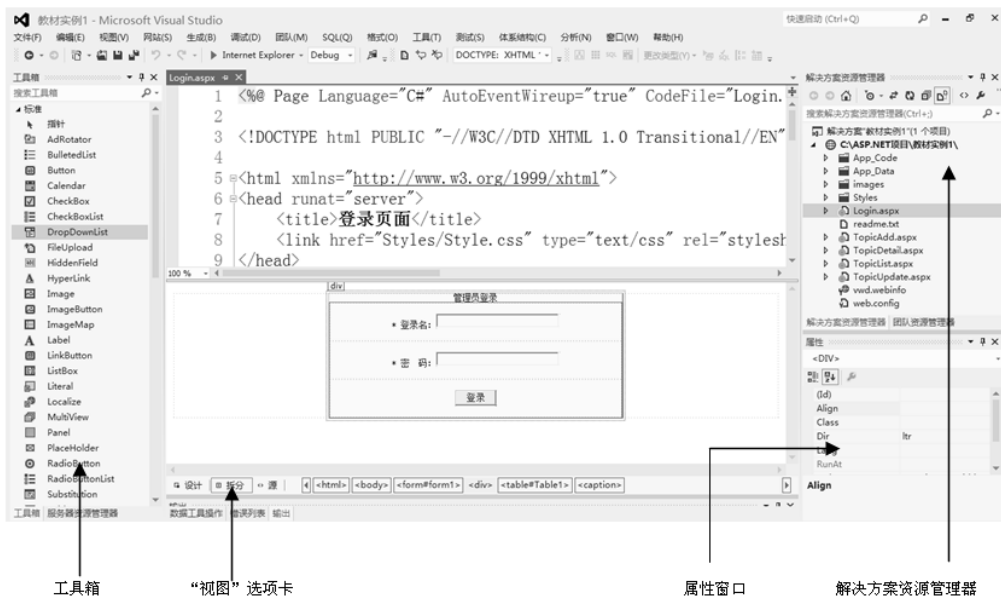 教材实例1 - Microsoft Visual Studio
快速启动 (Ctrl+Q)
文件(F) 编辑(E) 视图(V) 网站(S) 生成(B) 调试(D) 团队(M) SQL(Q) 格式(O) 工具(T) 测试(S) 体系结构(C) 分析(N) 窗口(W) 帮助(H)
Internet Explorer Debug DOCTYPE: XHTML 更改类型(Y)
工具箱
搜索工具箱
标准
指针
AdRotator
BulletedList
Button
Calendar
CheckBox
CheckBoxList
DropDownList
FileUpload
HiddenField
HyperLink
Image
ImageButton
ImageMap
Label
LinkButton
ListBox
Literal
Localize
MultiView
Panel
PlaceHolder
RadioButton
RadioButtonList
Substitution
工具箱 服务器资源管理器
Login.aspx
1 <%@ Page Language="C#" AutoEventWireup="true" CodeFile="Login.
2
3 <!DOCTYPE html PUBLIC "-//W3C//DTD XHTML 1.0 Transitional//EN"
4
5 <html xmlns="http://www.w3.org/1999/xhtml">
6 <head runat="server">
7 <title>登录页面</title>
8 <link href="Styles/Style.css" type="text/css" rel="stylesh
9 </head>
100 %
div
管理员登录
* 登录名:
* 密 码:
登录
设计 拆分 源 <html> <body> <form#form1> <div> <table#Table1> <caption>
输出
数据工具操作 错误列表 输出
解决方案资源管理器
搜索解决方案资源管理器(Ctrl+;)
解决方案"教材实例1"(1 个项目)
C:\ASP.NET项目\教材实例1\
App_Code
App_Data
images
Styles
Login.aspx
readme.txt
TopicAdd.aspx
TopicDetail.aspx
TopicList.aspx
TopicUpdate.aspx
vwd.webinfo
web.config
解决方案资源管理器 团队资源管理器
属性
<DIV>
(Id)
Align
Class
Dir ltr
Lang
RunAt
Align
工具箱
“视图”选项卡
属性窗口
解决方案资源管理器